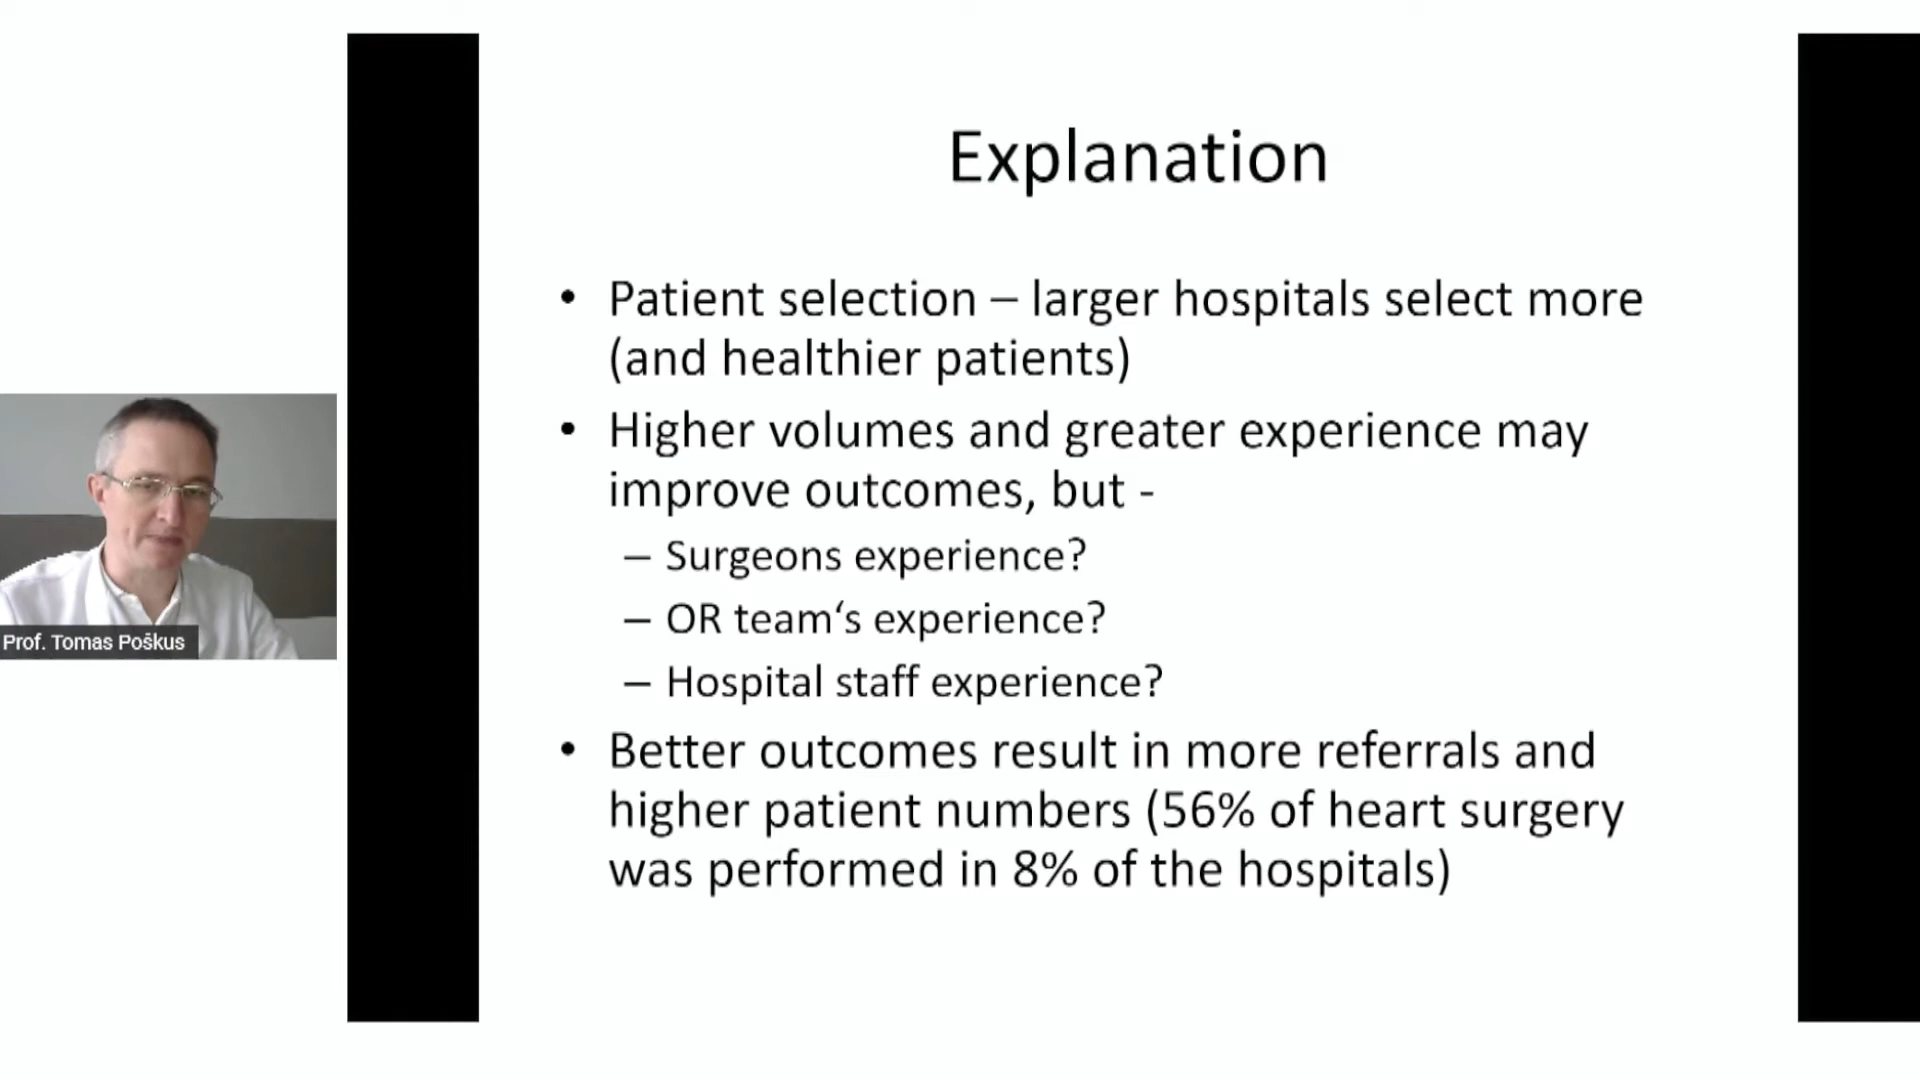 Explanation
• Patient selection – larger hospitals select more
(and healthier patients)
• Higher volumes and greater experience may
improve outcomes, but -
– Surgeons experience?
– OR team‘s experience?
– Hospital staff experience?
• Better outcomes result in more referrals and
higher patient numbers (56% of heart surgery
was performed in 8% of the hospitals)
Prof. Tomas Poškus